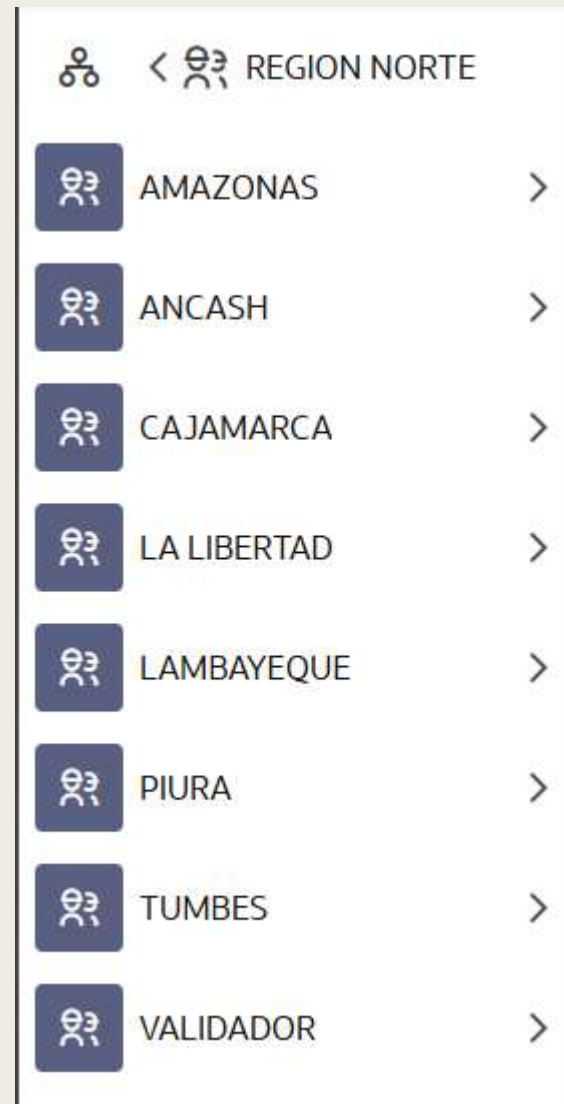 REGION NORTE
AMAZONAS
ANCASH
CAJAMARCA
LA LIBERTAD
LAMBAYEQUE
PIURA
TUMBES
VALIDADOR